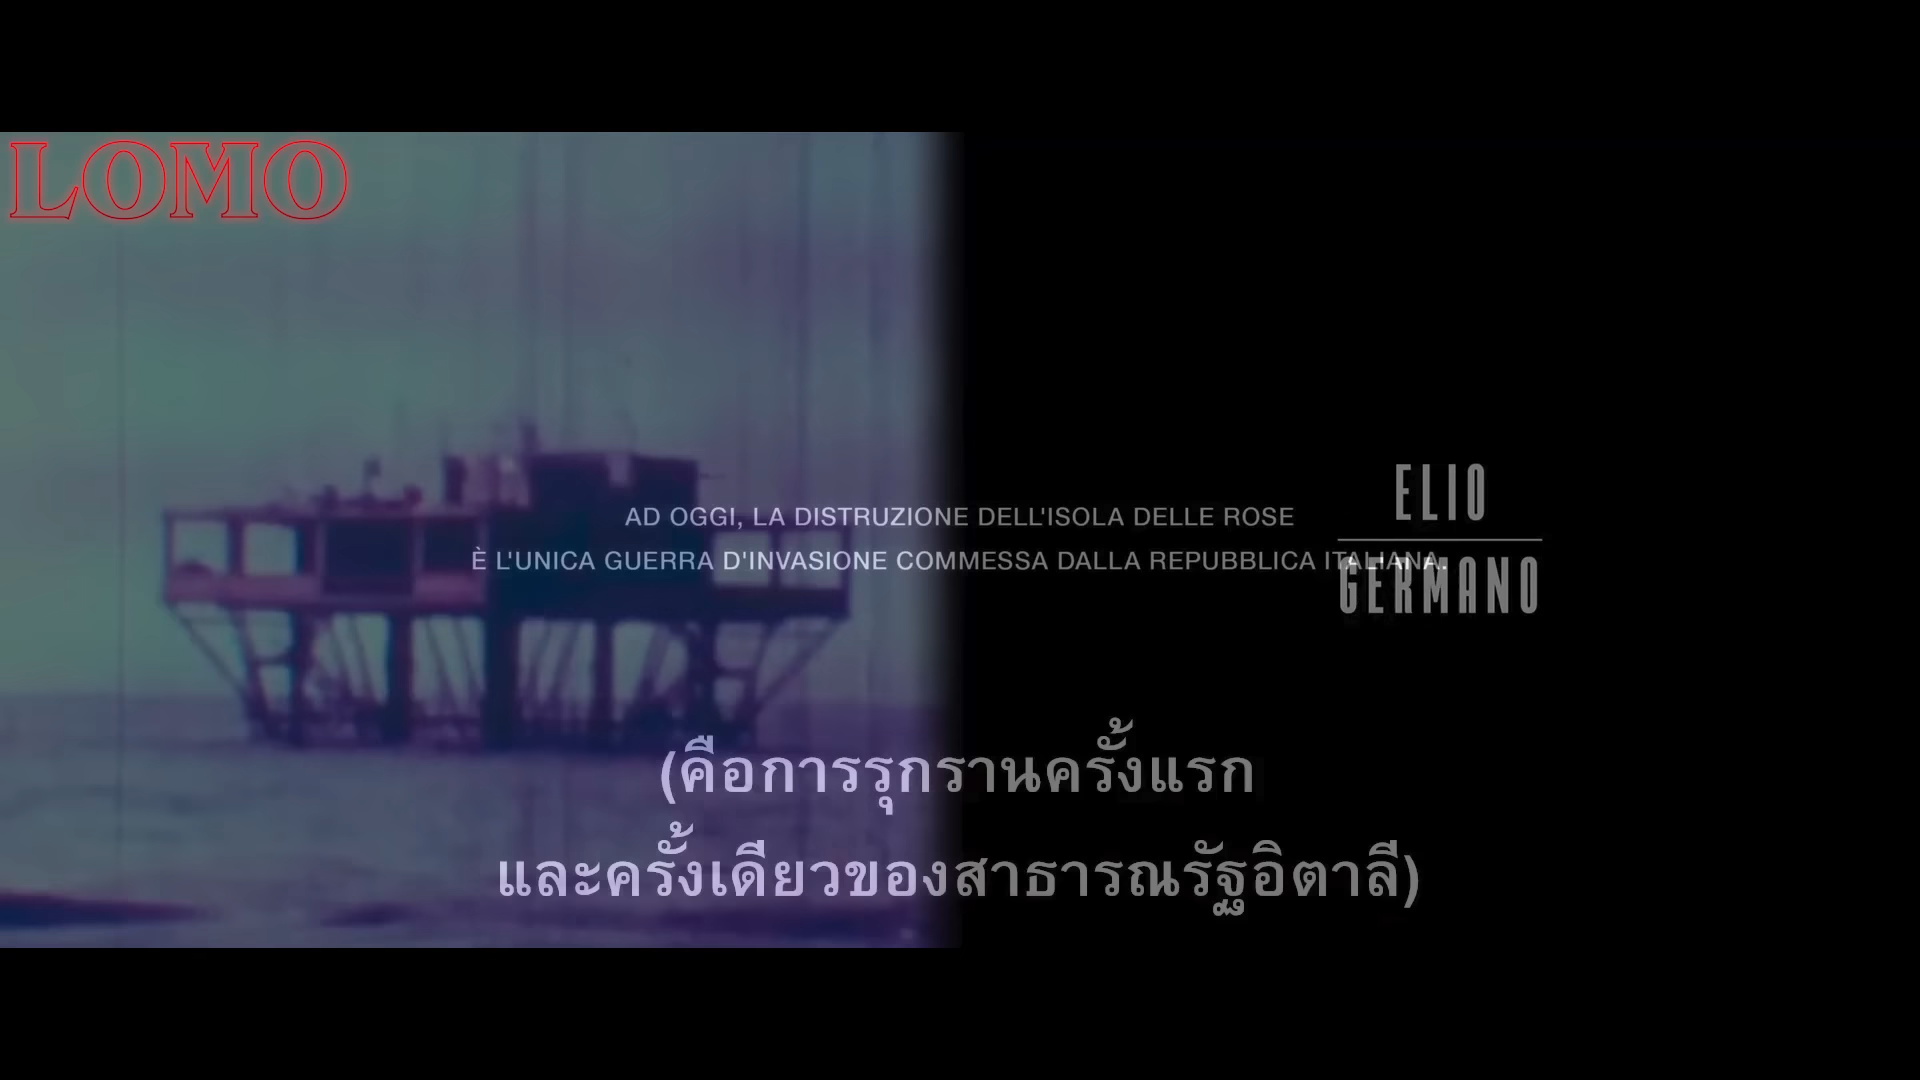 LOMO
AD OGGI, LA DISTRUZIONE DELL'ISOLA DELLE ROSE
È L'UNICA GUERRA D'INVASIONE COMMESSA DALLA REPUBBLICA ITALIANA.
ELIO
GERMANO
(คือการรุกรานครั้งแรก
และครั้งเดียวของสาธารณรัฐอิตาลี)